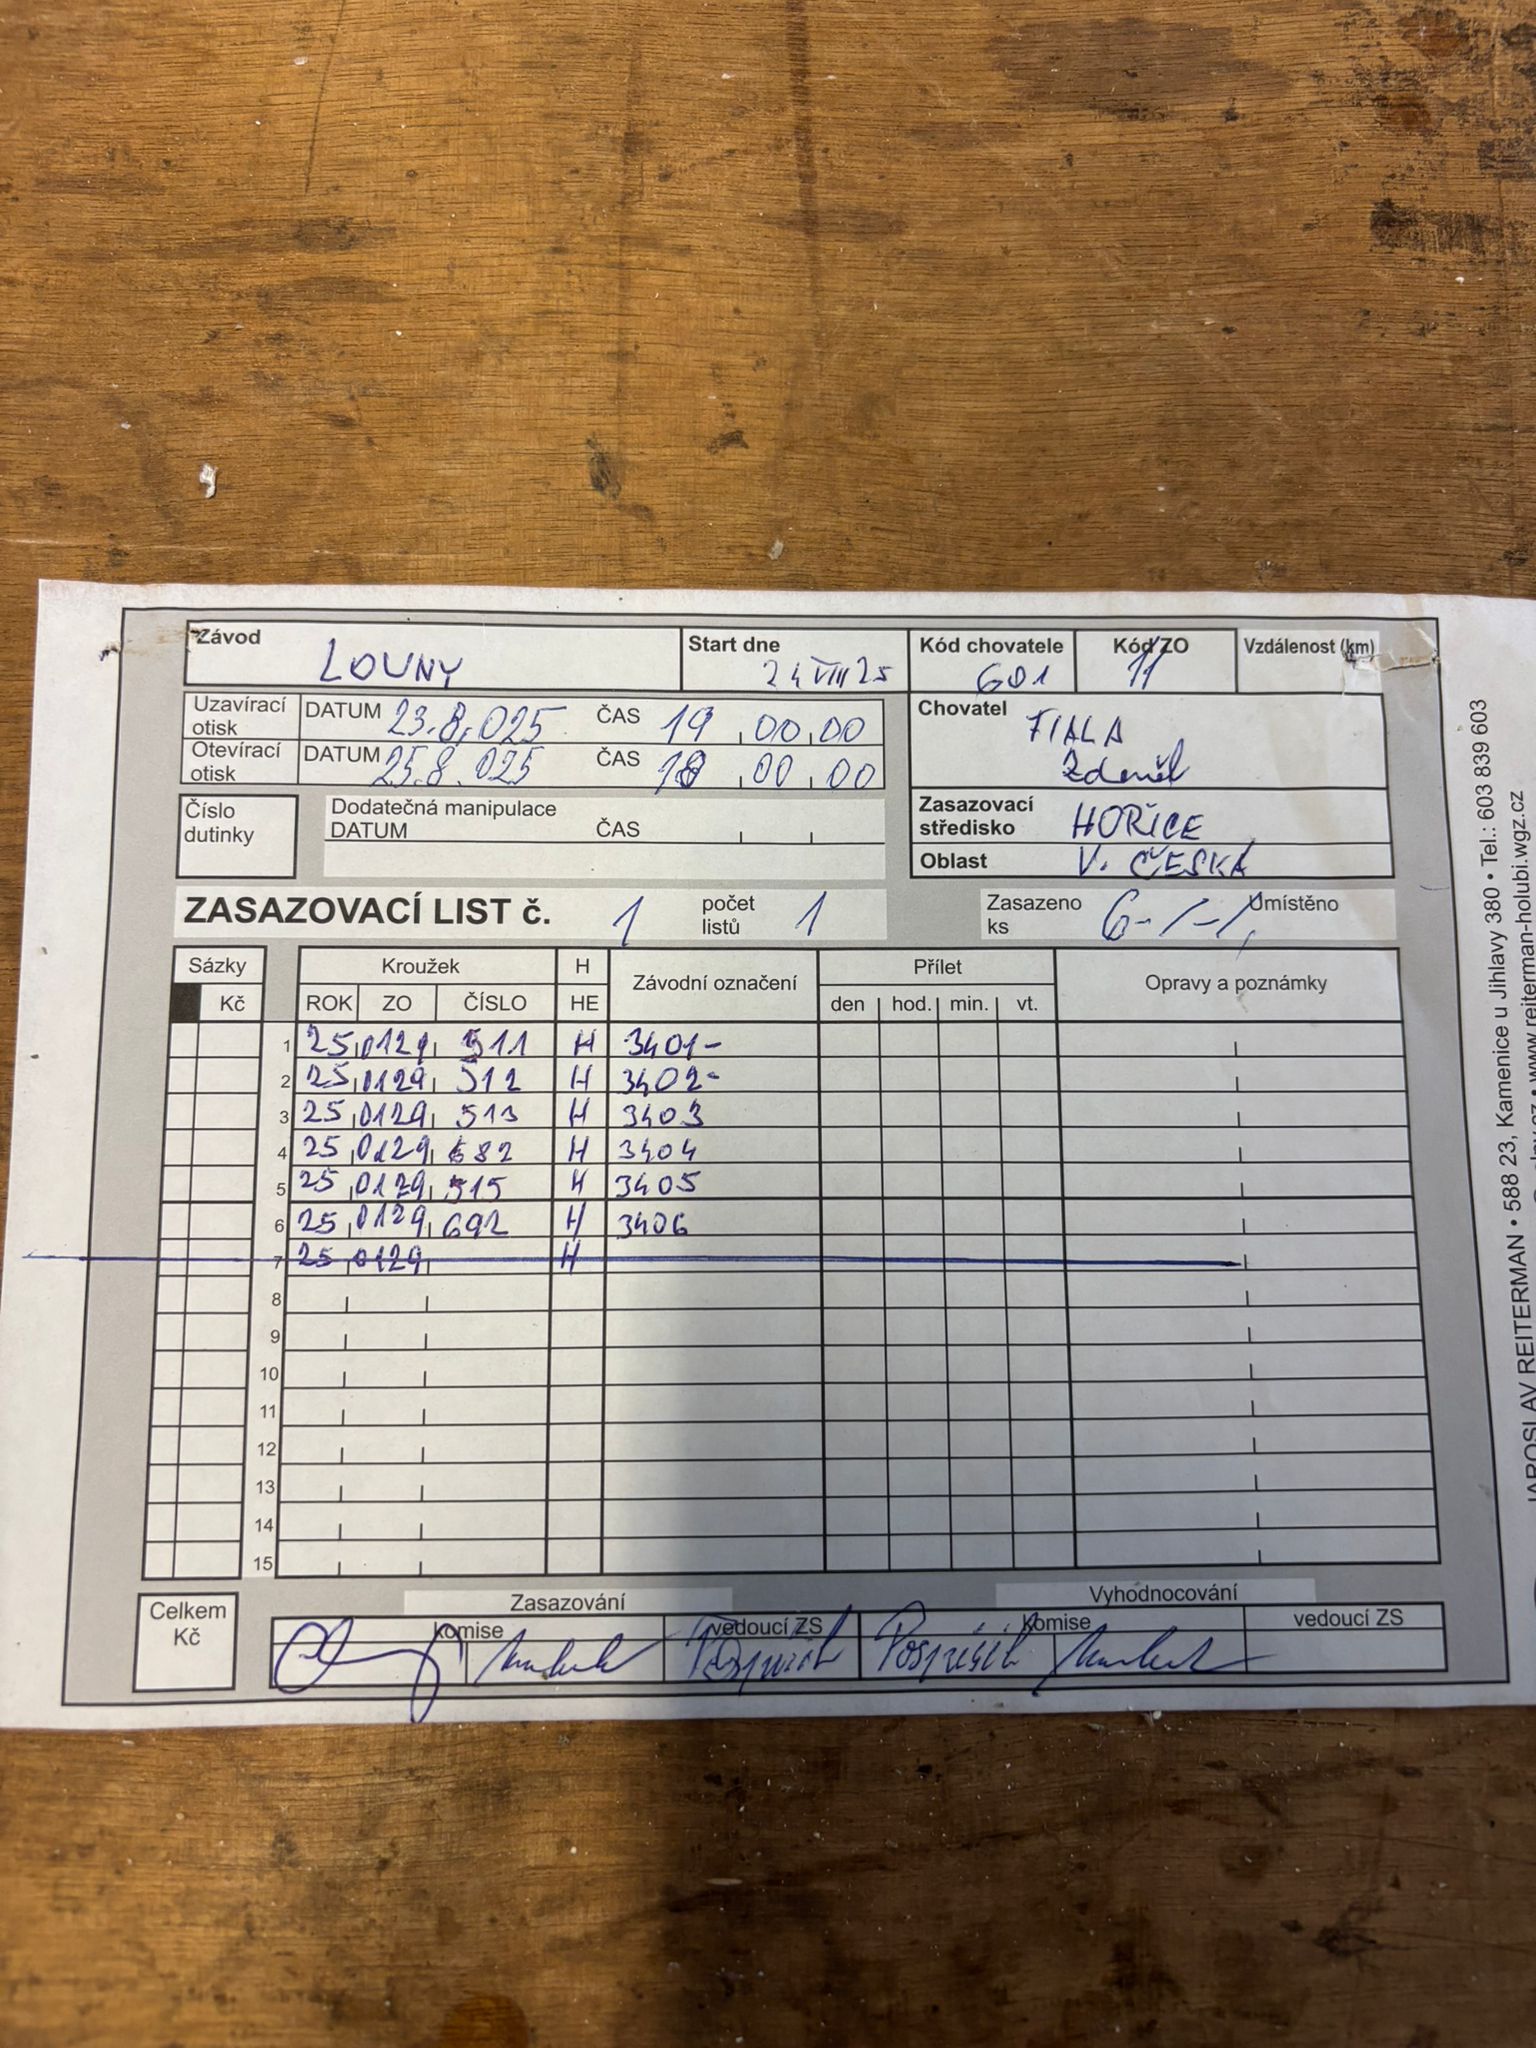 Závod LOUNY Start dne 24 VIII 25 Kód chovatele 601 Kód ZO 11 Vzdálenost (km)
Uzavírací otisk DATUM 23.8.025 ČAS 19 00 00
Otevírací otisk DATUM 25.8.025 ČAS 18 00 00
Chovatel FIALA
Zdeněk
Číslo dutinky
Dodatečná manipulace
DATUM ČAS
Zasazovací středisko HOŘICE
Oblast V. ČESKÁ
ZASAZOVACÍ LIST č. 1 počet listů 1 Zasazeno ks 6-/-/ Umístěno
Sázky Kroužek H Závodní označení Přílet Opravy a poznámky
Kč ROK ZO ČÍSLO HE den hod. min. vt.
1 25 0129 511 H 3401-
2 25 0129 512 H 3402-
3 25 0129 513 H 3403
4 25 0129 682 H 3404
5 25 0129 515 H 3405
6 25 0129 692 H 3406
7 25 0129 H
8
9
10
11
12
13
14
15
Celkem Kč
Zasazování Vyhodnocování
komise vedoucí ZS komise vedoucí ZS
Pospíšil Pospíšil
JAROSLAV REITERMAN • 588 23, Kamenice u Jihlavy 380 • Tel.: 603 839 603
www.reiterman-holubi.wgz.cz